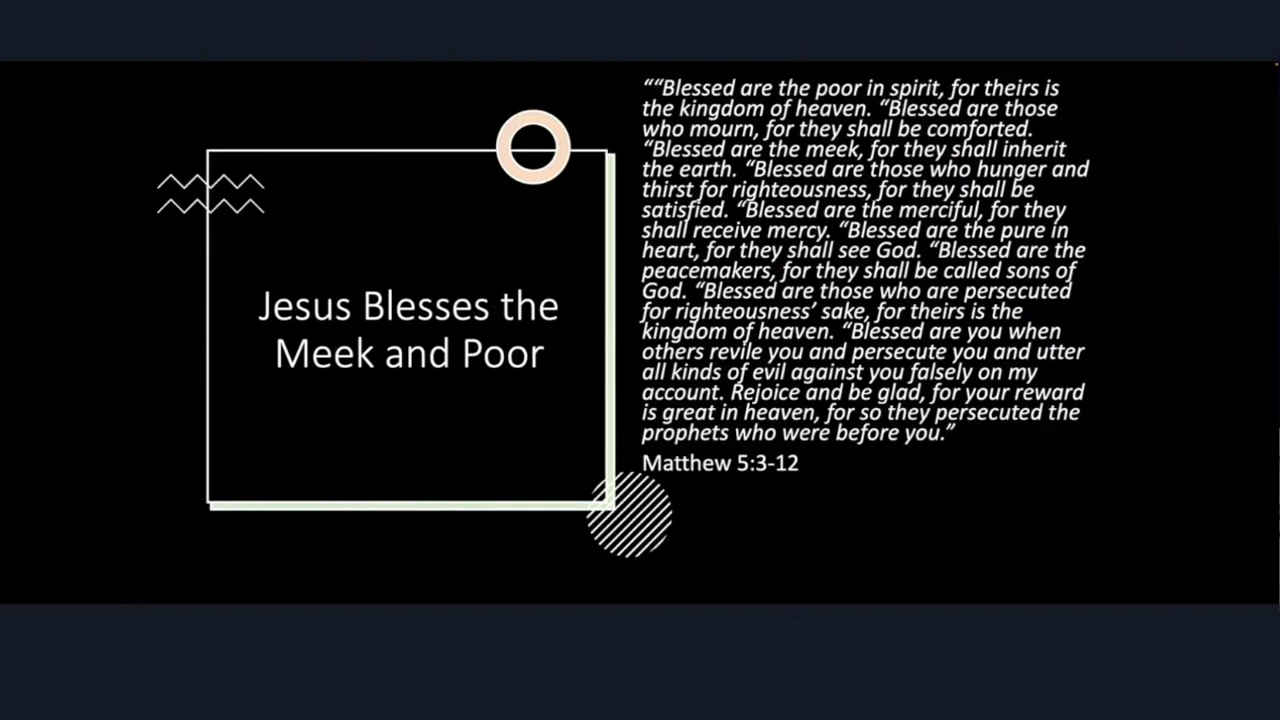 Jesus Blesses the
Meek and Poor
““Blessed are the poor in spirit, for theirs is
the kingdom of heaven. “Blessed are those
who mourn, for they shall be comforted.
“Blessed are the meek, for they shall inherit
the earth. “Blessed are those who hunger and
thirst for righteousness, for they shall be
satisfied. “Blessed are the merciful, for they
shall receive mercy. “Blessed are the pure in
heart, for they shall see God. “Blessed are the
peacemakers, for they shall be called sons of
God. “Blessed are those who are persecuted
for righteousness’ sake, for theirs is the
kingdom of heaven. “Blessed are you when
others revile you and persecute you and utter
all kinds of evil against you falsely on my
account. Rejoice and be glad, for your reward
is great in heaven, for so they persecuted the
prophets who were before you.”
Matthew 5:3-12